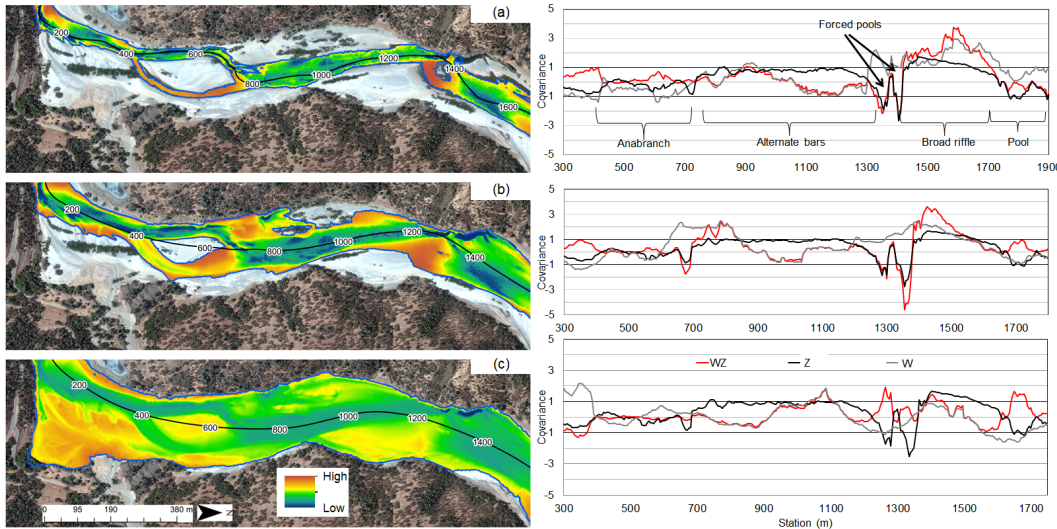 (a)
200
400
600
800
1000
1200
1400
1600
Covariance
5
3
1
-1
-3
-5
Forced pools
Anabranch
Alternate bars
Broad riffle
Pool
300 500 700 900 1100 1300 1500 1700 1900
(b)
200
400
600
800
1000
1200
1400
Covariance
5
3
1
-1
-3
-5
300 500 700 900 1100 1300 1500 1700
(c)
200
400
600
800
1000
1200
1400
High
Low
0 95 190 380 m
N
Covariance
5
3
1
-1
-3
-5
WZ Z W
300 500 700 900 1100 1300 1500 1700
Station (m)